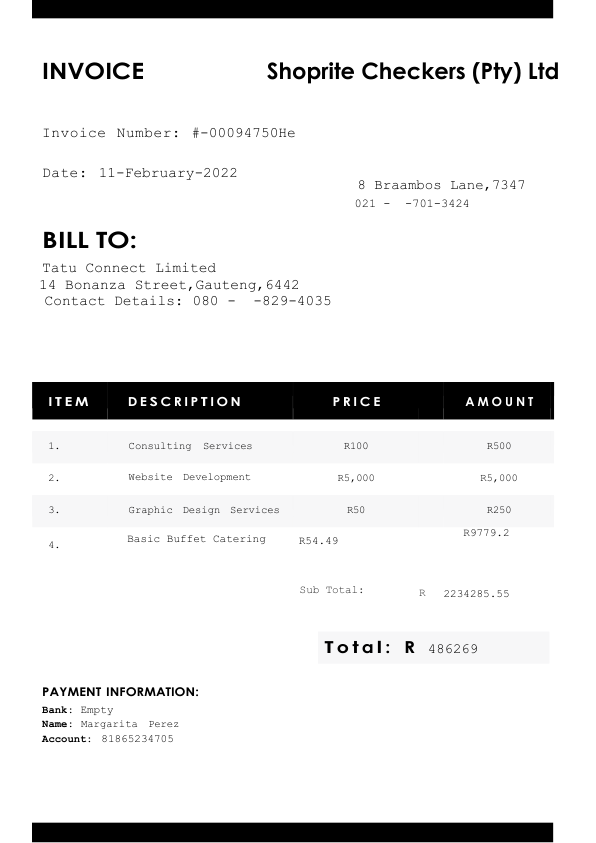 INVOICE Shoprite Checkers (Pty) Ltd
Invoice Number: #-00094750He
Date: 11-February-2022
8 Braambos Lane,7347
021 -  -701-3424
BILL TO:
Tatu Connect Limited
14 Bonanza Street,Gauteng,6442
Contact Details: 080 -  -829-4035
ITEM DESCRIPTION PRICE AMOUNT
1. Consulting Services R100 R500
2. Website Development R5,000 R5,000
3. Graphic Design Services R50 R250
4. Basic Buffet Catering R54.49 R9779.2
Sub Total: R 2234285.55
Total: R 486269
PAYMENT INFORMATION:
Bank: Empty
Name: Margarita Perez
Account: 81865234705